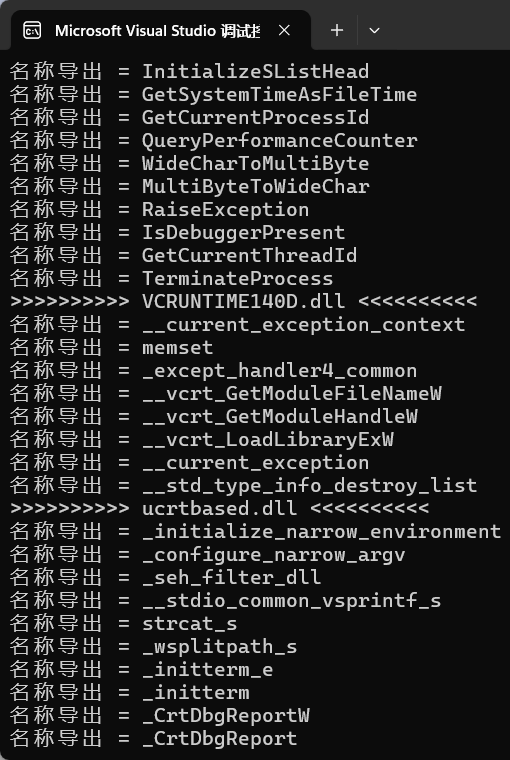 Microsoft Visual Studio 调试
名称导出 = InitializeSListHead
名称导出 = GetSystemTimeAsFileTime
名称导出 = GetCurrentProcessId
名称导出 = QueryPerformanceCounter
名称导出 = WideCharToMultiByte
名称导出 = MultiByteToWideChar
名称导出 = RaiseException
名称导出 = IsDebuggerPresent
名称导出 = GetCurrentThreadId
名称导出 = TerminateProcess
>>>>>>>>>> VCRUNTIME140D.dll <<<<<<<<<<
名称导出 = __current_exception_context
名称导出 = memset
名称导出 = _except_handler4_common
名称导出 = __vcrt_GetModuleFileNameW
名称导出 = __vcrt_GetModuleHandleW
名称导出 = __vcrt_LoadLibraryExW
名称导出 = __current_exception
名称导出 = __std_type_info_destroy_list
>>>>>>>>>> ucrtbased.dll <<<<<<<<<<
名称导出 = _initialize_narrow_environment
名称导出 = _configure_narrow_argv
名称导出 = _seh_filter_dll
名称导出 = __stdio_common_vsprintf_s
名称导出 = strcat_s
名称导出 = _wsplitpath_s
名称导出 = _initterm_e
名称导出 = _initterm
名称导出 = _CrtDbgReportW
名称导出 = _CrtDbgReport